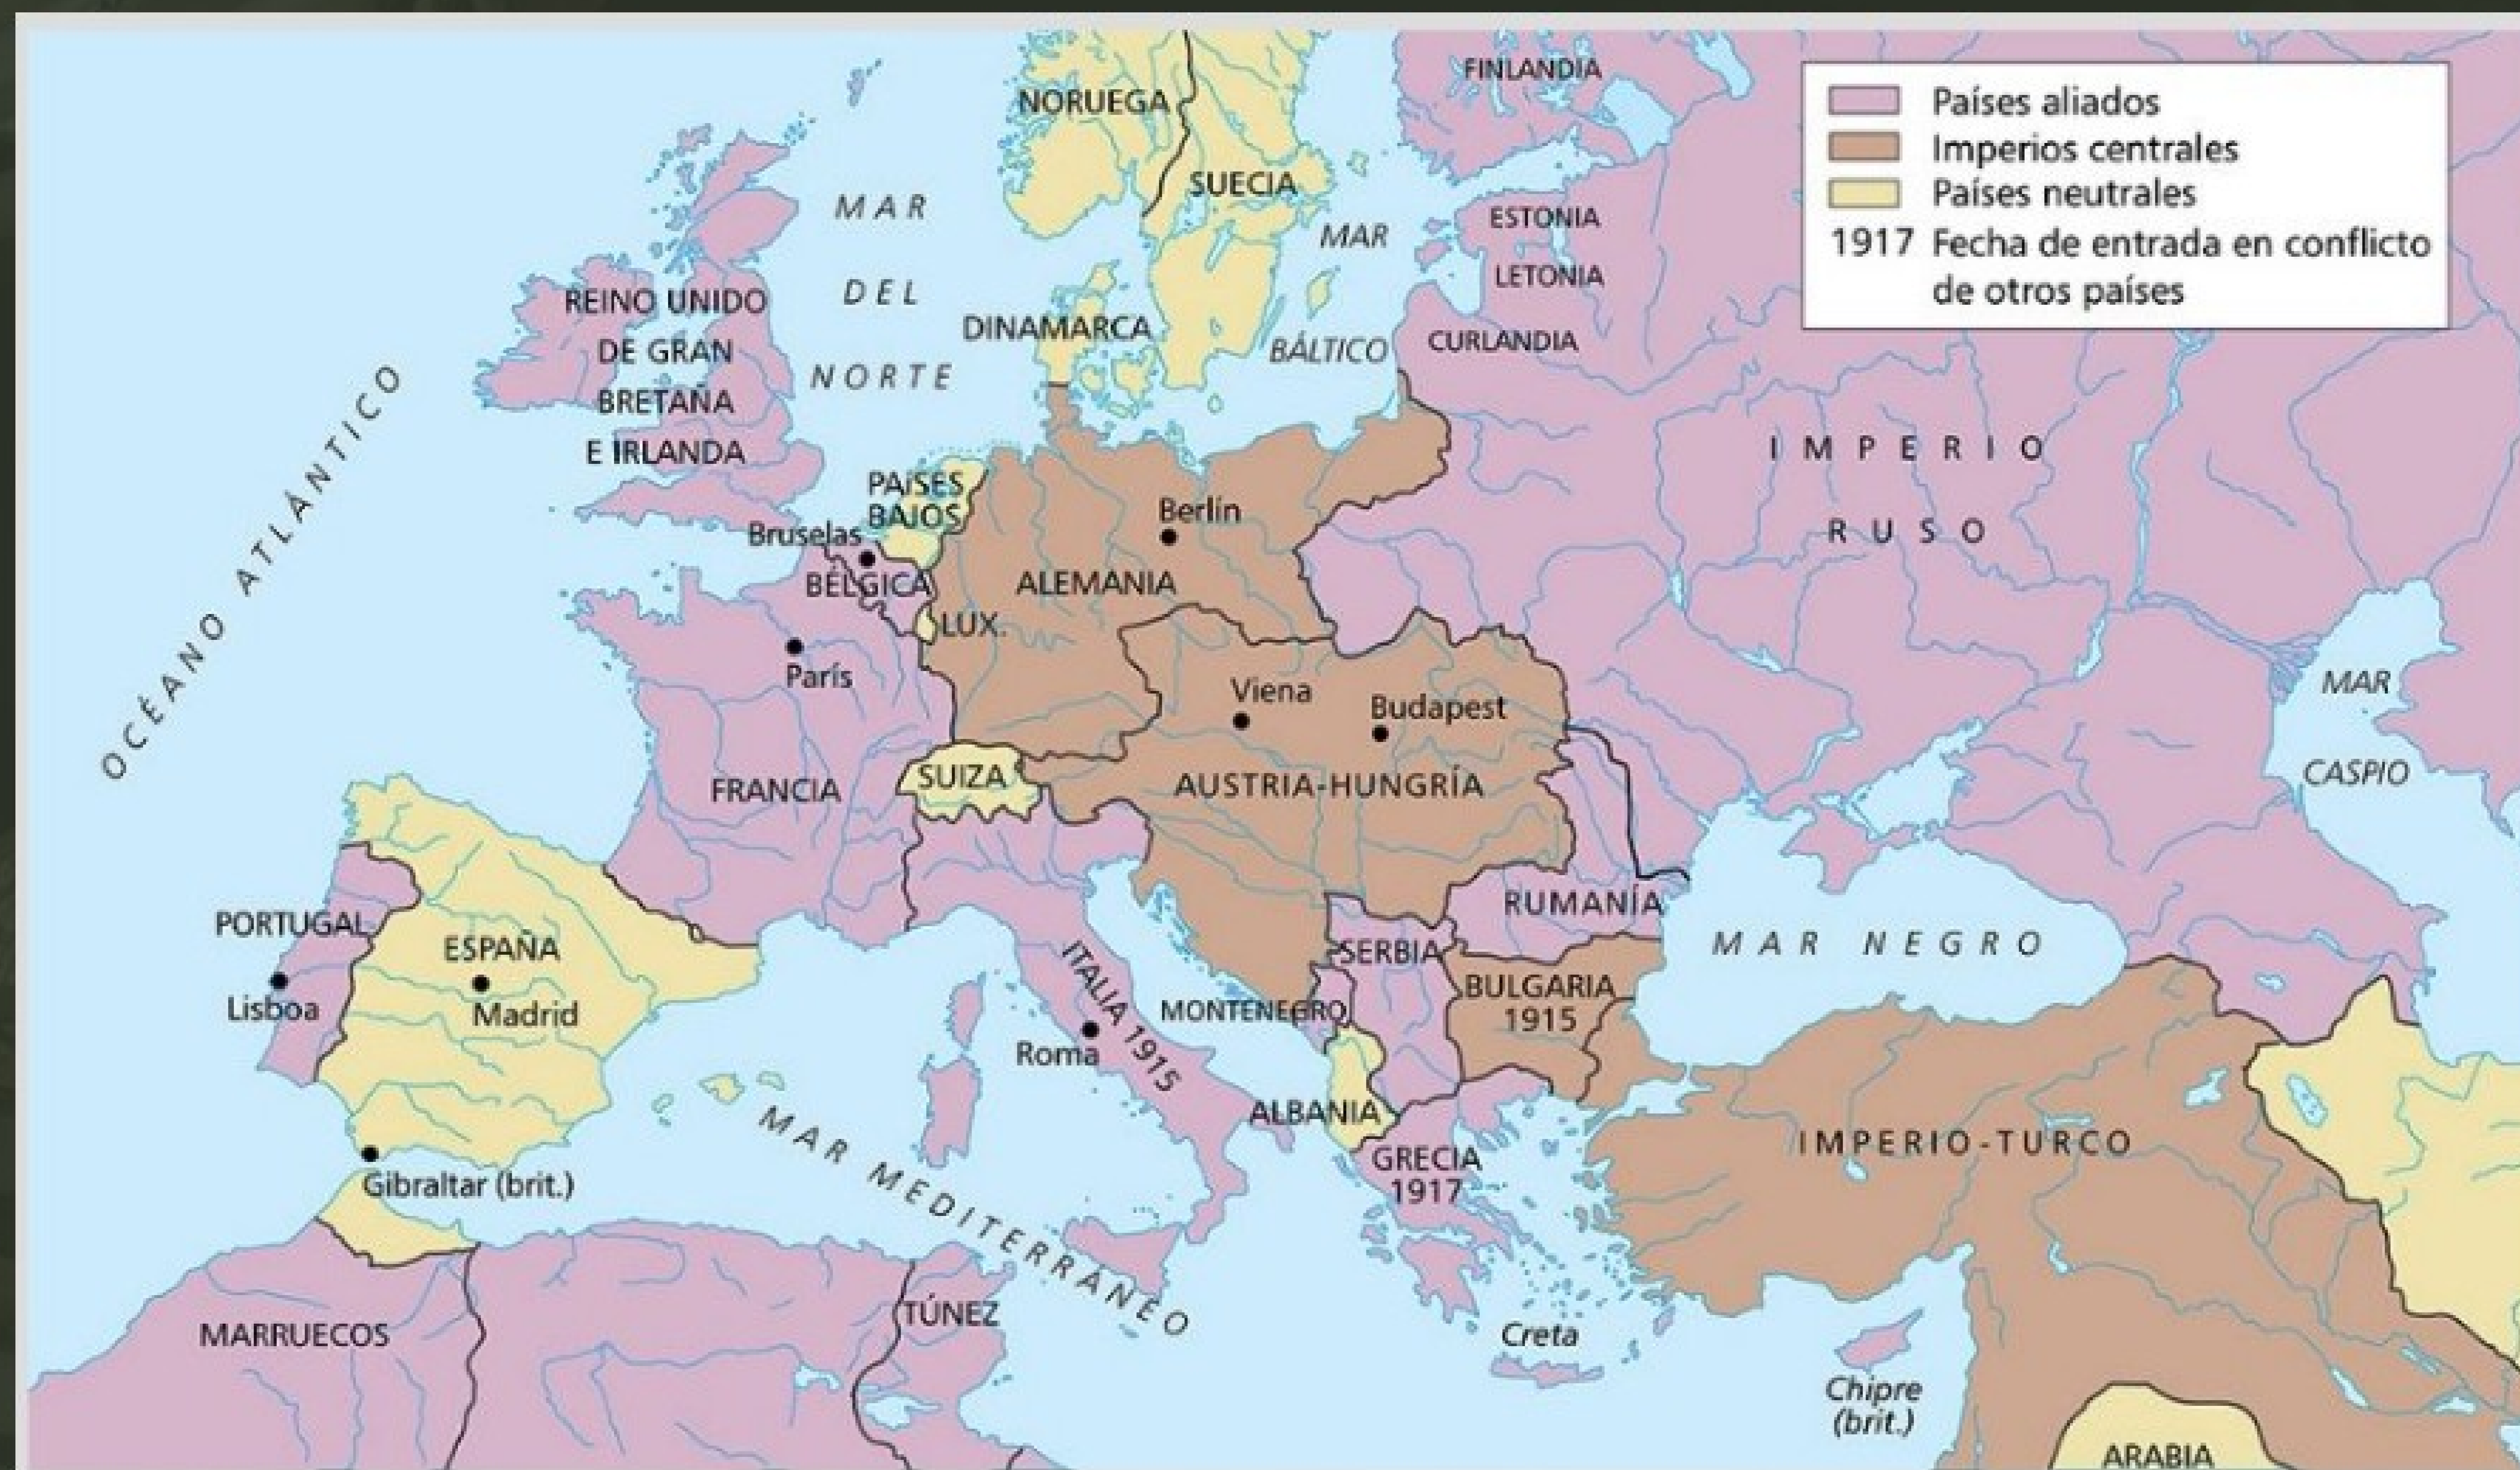 NORUEGA
FINLANDIA
Países aliados
Imperios centrales
Países neutrales
1917 Fecha de entrada en conflicto
de otros países
SUECIA
MAR
DEL
NORTE
MAR
BÁLTICO
ESTONIA
LETONIA
CURLANDIA
REINO UNIDO
DE GRAN
BRETAÑA
E IRLANDA
DINAMARCA
OCÉANO ATLÁNTICO
IMPERIO
RUSO
PAÍSES
BAJOS
Bruselas
BÉLGICA
Berlín
ALEMANIA
LUX.
París
Viena
Budapest
MAR
CASPIO
FRANCIA
SUIZA
AUSTRIA-HUNGRÍA
RUMANÍA
PORTUGAL
Lisboa
ESPAÑA
Madrid
SERBIA
MAR NEGRO
ITALIA 1915
Roma
MONTENEGRO
BULGARIA
1915
ALBANIA
MAR MEDITERRÁNEO
GRECIA
1917
IMPERIO-TURCO
Gibraltar (brit.)
MARRUECOS
TÚNEZ
Creta
Chipre
(brit.)
ARABIA